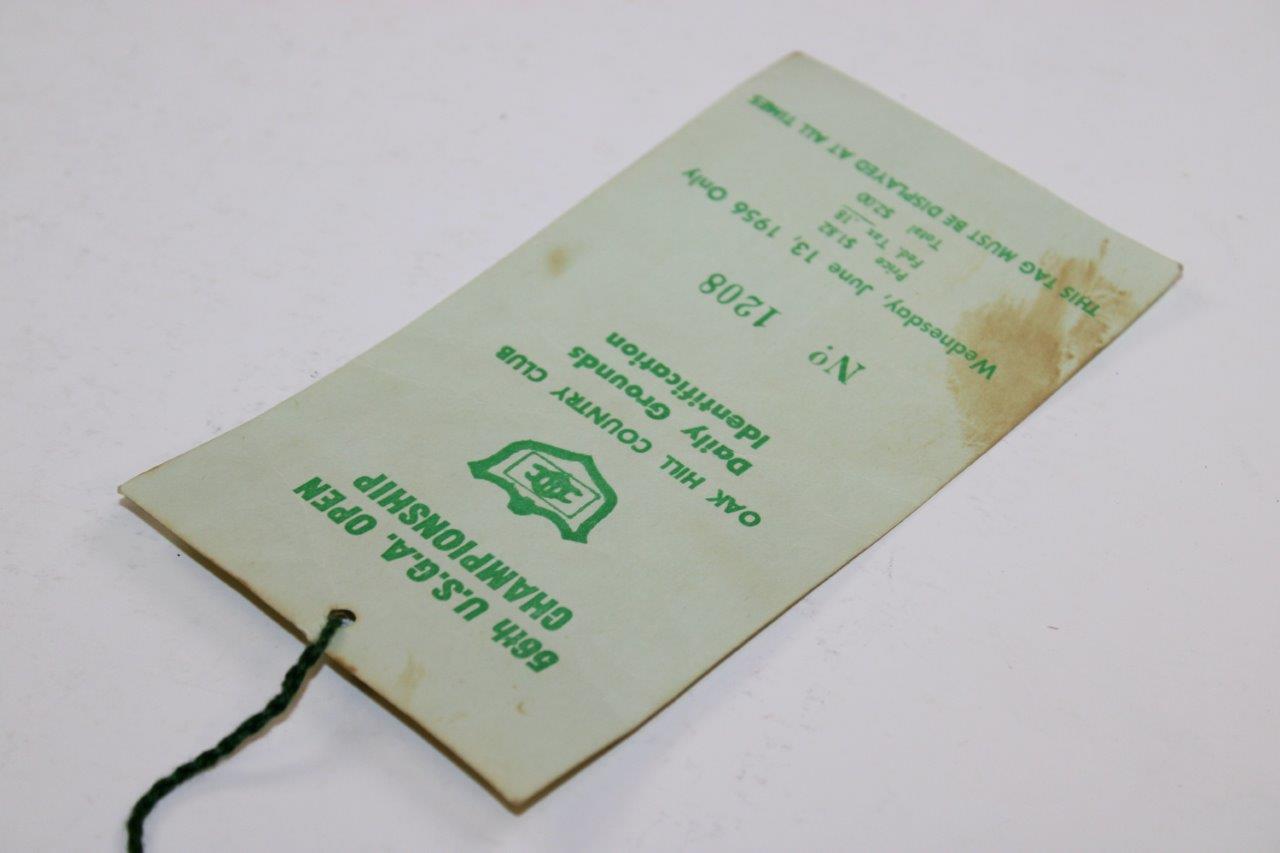 56th U.S.G.A. OPEN
CHAMPIONSHIP
OAK HILL COUNTRY CLUB
Daily Grounds
Identification
Nº 1208
Wednesday, June 13, 1956 Only
Price $1.82
Fed. Tax .18
Total $2.00
THIS TAG MUST BE DISPLAYED AT ALL TIMES